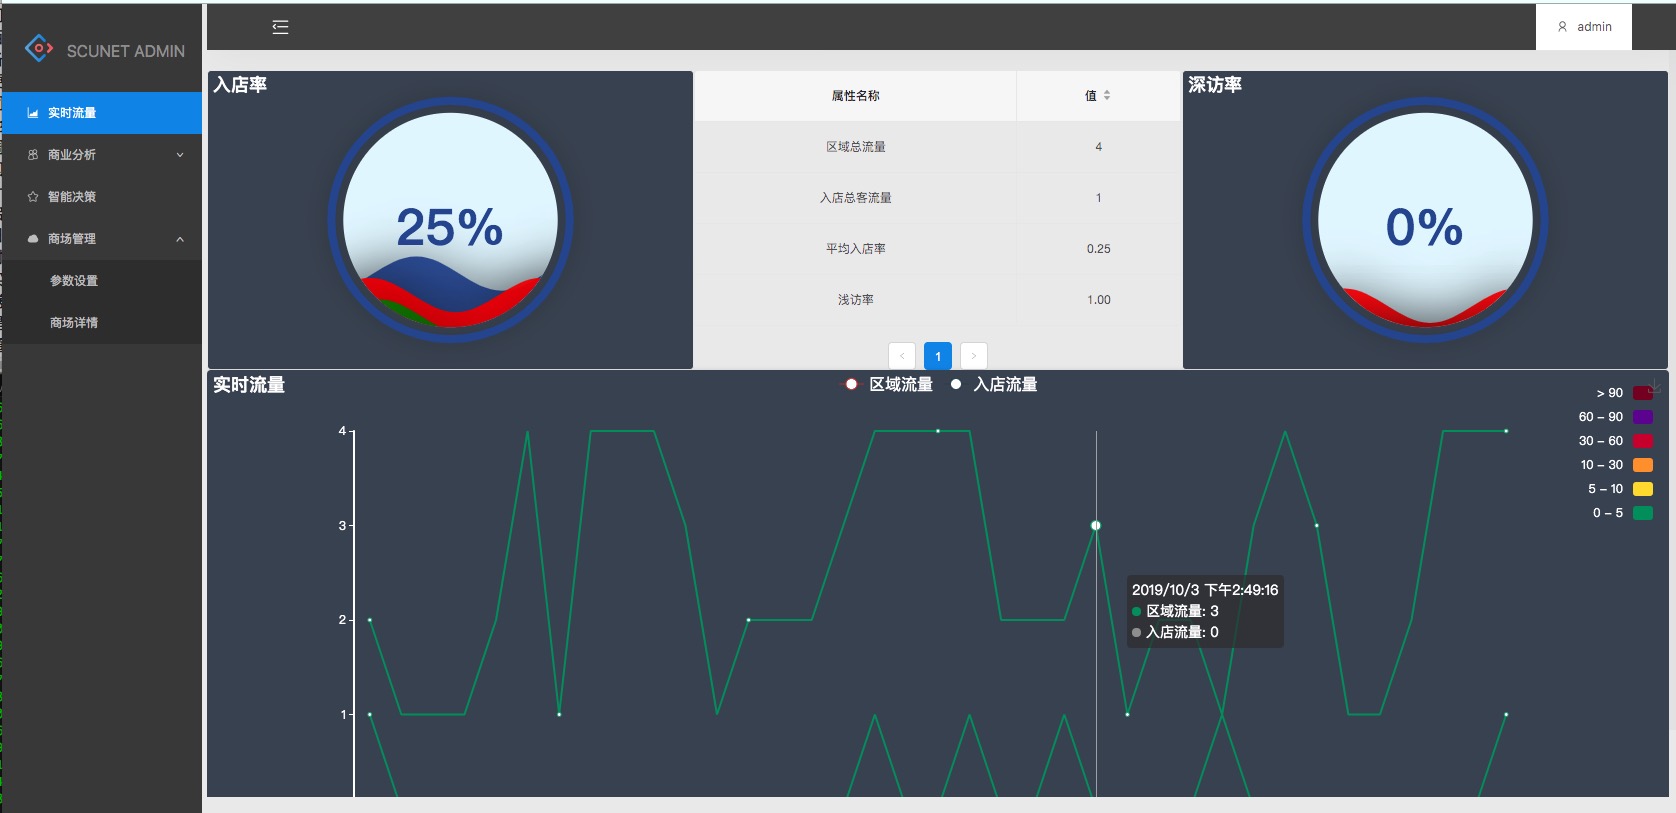 SCUNET ADMIN
admin
实时流量
商业分析
智能决策
商场管理
参数设置
商场详情
入店率
25%
属性名称 值
区域总流量 4
入店总客流量 1
平均入店率 0.25
浅访率 1.00
< 1 >
深访率
0%
实时流量
区域流量 入店流量
> 90
60 – 90
30 – 60
10 – 30
5 – 10
0 – 5
4
3
2
1
2019/10/3 下午2:49:16
区域流量: 3
入店流量: 0